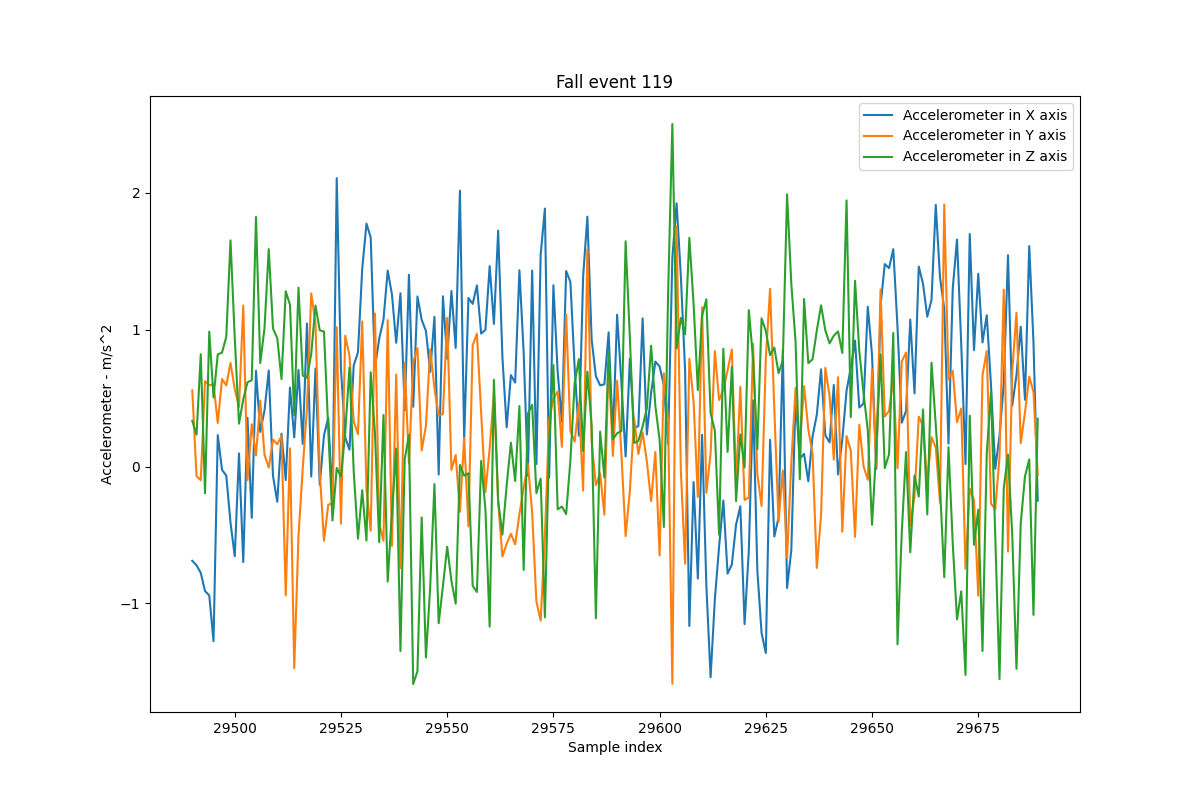 Fall event 119
Accelerometer in X axis
Accelerometer in Y axis
Accelerometer in Z axis
Accelerometer - m/s^2
2
1
0
−1
29500 29525 29550 29575 29600 29625 29650 29675
Sample index